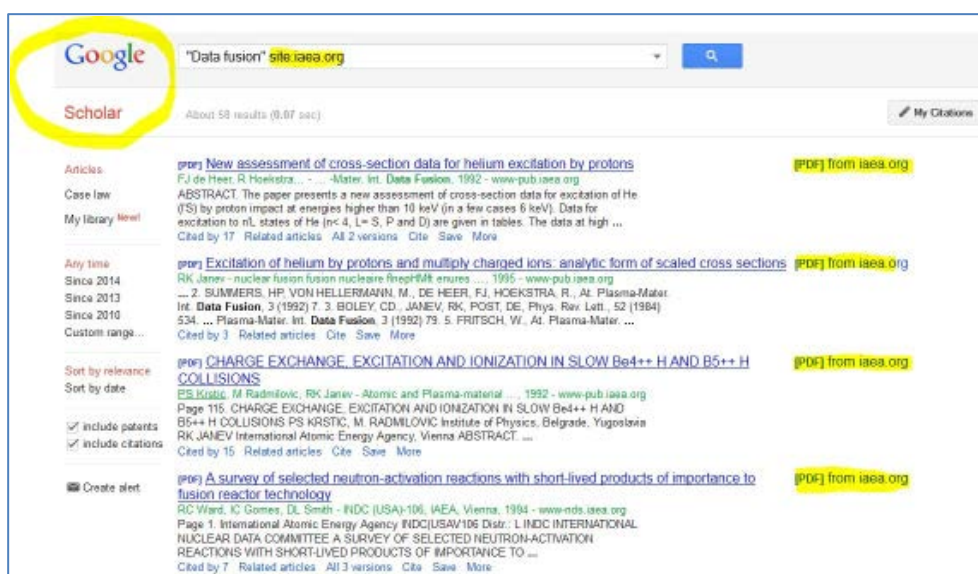 Google
"Data fusion" site:iaea.org
Scholar
About 58 results (0.07 sec)
My Citations
Articles
Case law
My library New!
Any time
Since 2014
Since 2013
Since 2010
Custom range...
Sort by relevance
Sort by date
include patents
include citations
Create alert
[PDF] New assessment of cross-section data for helium excitation by protons
[PDF] from iaea.org
FJ de Heer, R Hoekstra... - ... -Mater. Int. Data Fusion, 1992 - www-pub.iaea.org
ABSTRACT. The paper presents a new assessment of cross-section data for excitation of He
(l'S) by proton impact at energies higher than 10 keV (in a few cases 6 keV). Data for
excitation to n'L states of He (n< 4, L= S, P and D) are given in tables. The data at high ...
Cited by 17 Related articles All 2 versions Cite Save More
[PDF] Excitation of helium by protons and multiply charged ions: analytic form of scaled cross sections
[PDF] from iaea.org
RK Janev - nuclear fusion fusion nucleaire flnepHMft enures ..., 1995 - www-pub.iaea.org
... 2. SUMMERS, HP, VON HELLERMANN, M., DE HEER, FJ, HOEKSTRA, R., At. Plasma-Mater.
Int. Data Fusion, 3 (1992) 7. 3. BOLEY, CD., JANEV, RK, POST, DE, Phys. Rev. Lett., 52 (1984)
534. ... Plasma-Mater. Int. Data Fusion, 3 (1992) 79. 5. FRITSCH, W., At. Plasma-Mater. ...
Cited by 3 Related articles Cite Save More
[PDF] CHARGE EXCHANGE, EXCITATION AND IONIZATION IN SLOW Be4++ H AND B5++ H
COLLISIONS
[PDF] from iaea.org
PS Krstic, M Radmilovic, RK Janev - Atomic and Plasma-material ..., 1992 - www-pub.iaea.org
Page 115. CHARGE EXCHANGE, EXCITATION AND IONIZATION IN SLOW Be4++ H AND
B5++ H COLLISIONS PS KRSTIC, M. RADMILOVIC Institute of Physics, Belgrade, Yugoslavia
RK JANEV International Atomic Energy Agency, Vienna ABSTRACT. ...
Cited by 15 Related articles Cite Save More
[PDF] A survey of selected neutron-activation reactions with short-lived products of importance to
fusion reactor technology
[PDF] from iaea.org
RC Ward, IC Gomes, DL Smith - INDC (USA)-106, IAEA, Vienna, 1994 - www-nds.iaea.org
Page 1. International Atomic Energy Agency INDC(USAV106 Distr.: L INDC INTERNATIONAL
NUCLEAR DATA COMMITTEE A SURVEY OF SELECTED NEUTRON-ACTIVATION
REACTIONS WITH SHORT-LIVED PRODUCTS OF IMPORTANCE TO ...
Cited by 7 Related articles All 3 versions Cite Save More